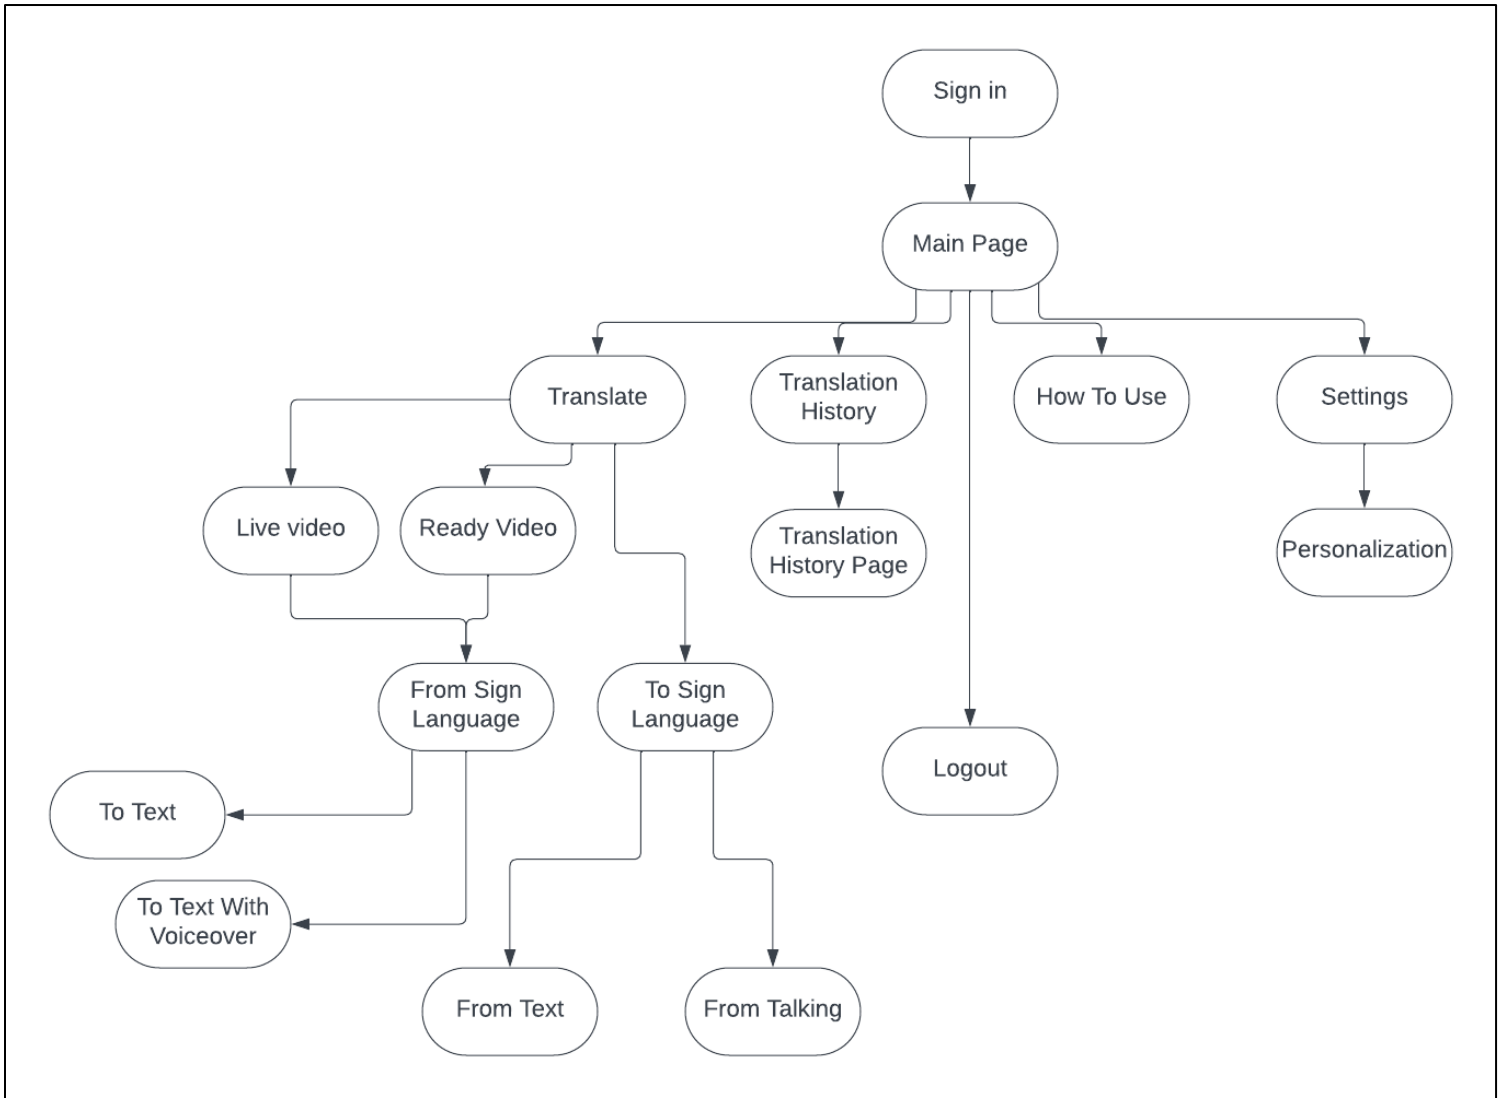 Sign in
Main Page
Translate
Translation
History
How To Use
Settings
Live video
Ready Video
Translation
History Page
Personalization
From Sign
Language
To Sign
Language
Logout
To Text
To Text With
Voiceover
From Text
From Talking